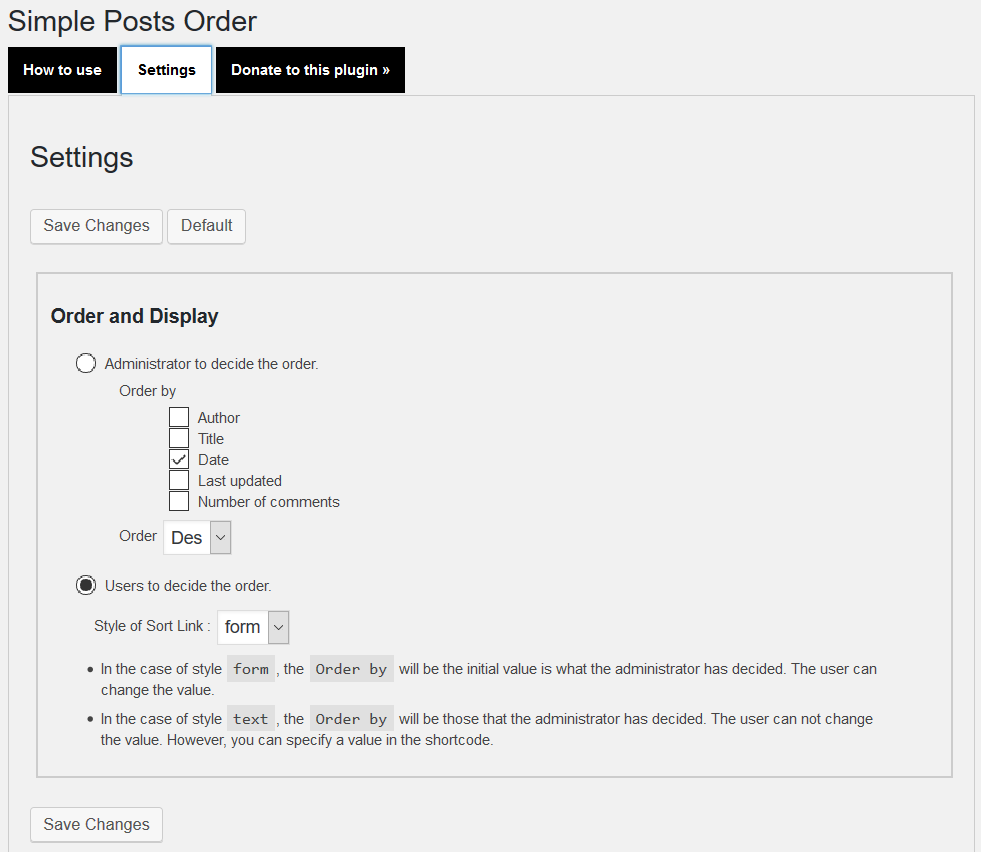 Simple Posts Order
How to use Settings Donate to this plugin »
Settings
Save Changes Default
Order and Display
Administrator to decide the order.
Order by
Author
Title
Date
Last updated
Number of comments
Order Des
Users to decide the order.
Style of Sort Link : form
• In the case of style form , the Order by will be the initial value is what the administrator has decided. The user can
change the value.
• In the case of style text , the Order by will be those that the administrator has decided. The user can not change
the value. However, you can specify a value in the shortcode.
Save Changes